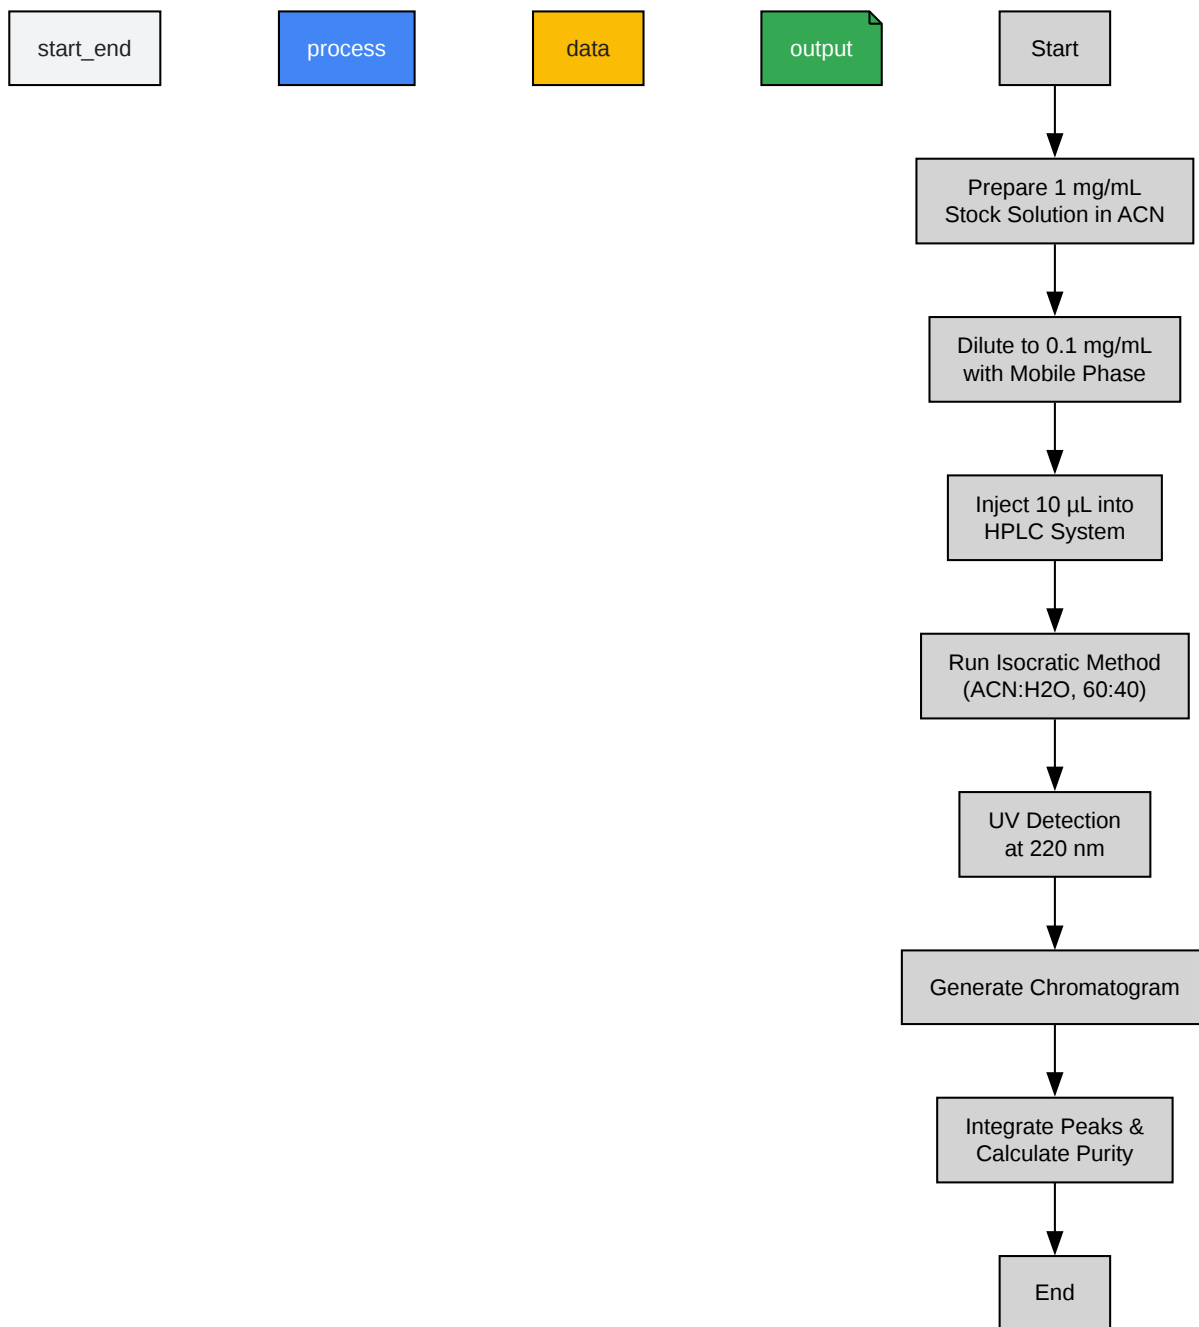 start_end
process
data
output
Start
Prepare 1 mg/mL
Stock Solution in ACN
Dilute to 0.1 mg/mL
with Mobile Phase
Inject 10 µL into
HPLC System
Run Isocratic Method
(ACN:H2O, 60:40)
UV Detection
at 220 nm
Generate Chromatogram
Integrate Peaks &
Calculate Purity
End